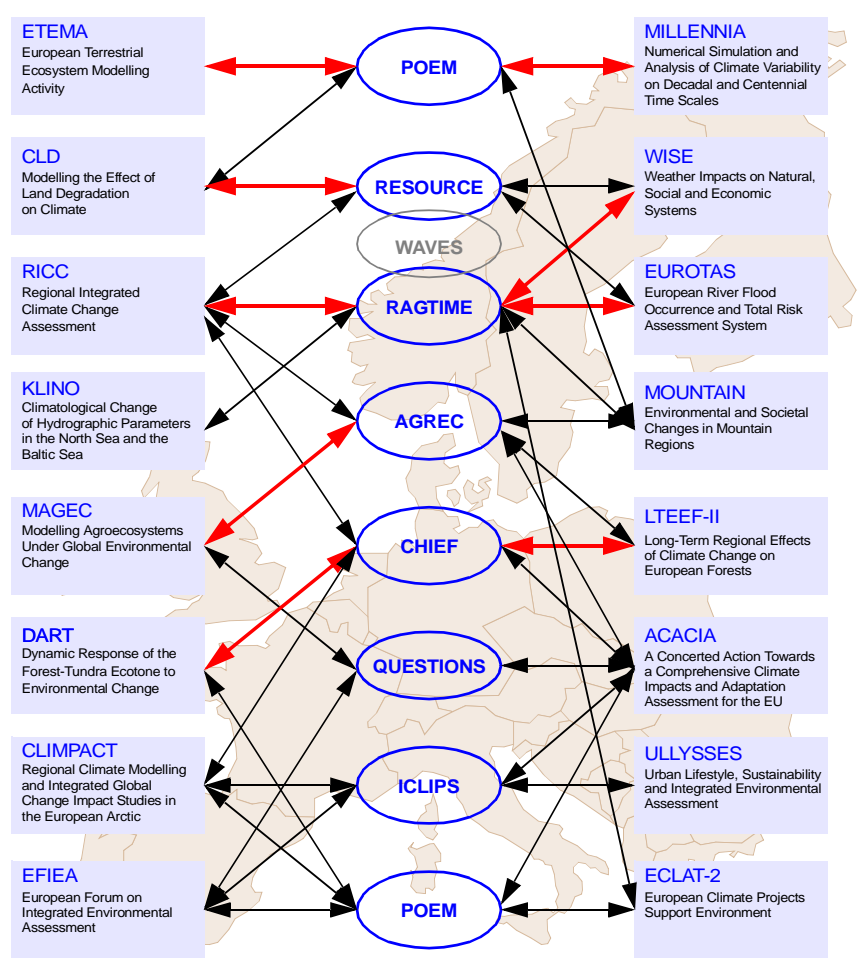 ETEMA
European Terrestrial
Ecosystem Modelling
Activity
CLD
Modelling the Effect of
Land Degradation
on Climate
RICC
Regional Integrated
Climate Change
Assessment
KLINO
Climatological Change
of Hydrographic Parameters
in the North Sea and the
Baltic Sea
MAGEC
Modelling Agroecosystems
Under Global Environmental
Change
DART
Dynamic Response of the
Forest-Tundra Ecotone to
Environmental Change
CLIMPACT
Regional Climate Modelling
and Integrated Global
Change Impact Studies in
the European Arctic
EFIEA
European Forum on
Integrated Environmental
Assessment
POEM
RESOURCE
WAVES
RAGTIME
AGREC
CHIEF
QUESTIONS
ICLIPS
POEM
MILLENNIA
Numerical Simulation and
Analysis of Climate Variability
on Decadal and Centennial
Time Scales
WISE
Weather Impacts on Natural,
Social and Economic
Systems
EUROTAS
European River Flood
Occurrence and Total Risk
Assessment System
MOUNTAIN
Environmental and Societal
Changes in Mountain
Regions
LTEEF-II
Long-Term Regional Effects
of Climate Change on
European Forests
ACACIA
A Concerted Action Towards
a Comprehensive Climate
Impacts and Adaptation
Assessment for the EU
ULLYSSES
Urban Lifestyle, Sustainability
and Integrated Environmental
Assessment
ECLAT-2
European Climate Projects
Support Environment